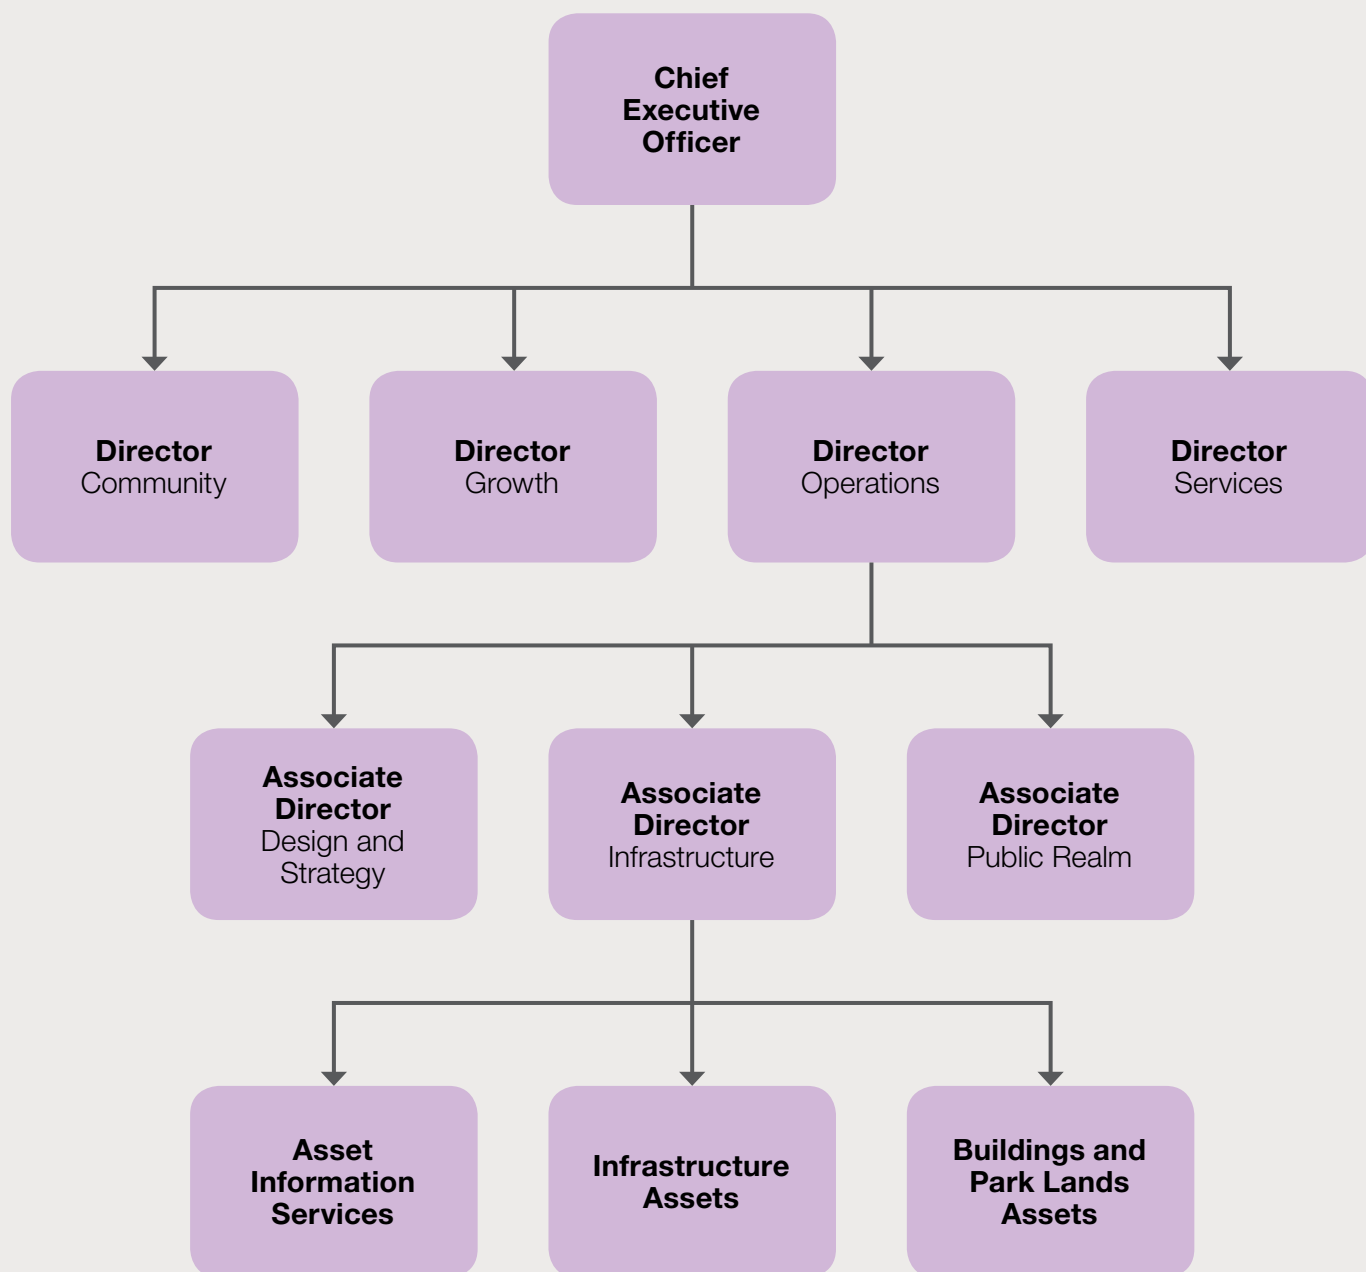 Chief
Executive
Officer
Director
Community
Director
Growth
Director
Operations
Director
Services
Associate
Director
Design and
Strategy
Associate
Director
Infrastructure
Associate
Director
Public Realm
Asset
Information
Services
Infrastructure
Assets
Buildings and
Park Lands
Assets